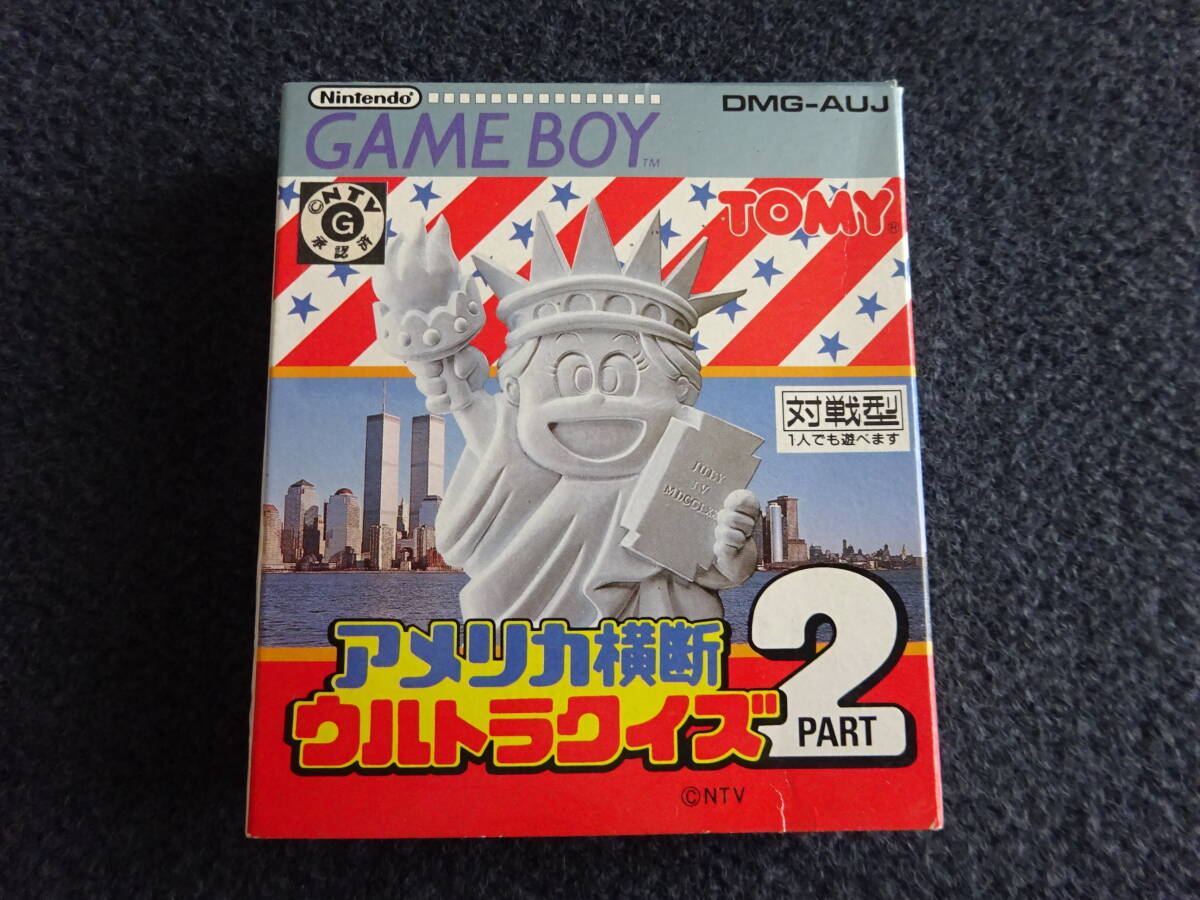 Nintendo®
DMG-AUJ
GAME BOY™
©NTV
G
承認済
TOMY®
対戦型
1人でも遊べます
JULY
IV
アメリカ横断
ウルトラクイズ
2
PART
©NTV